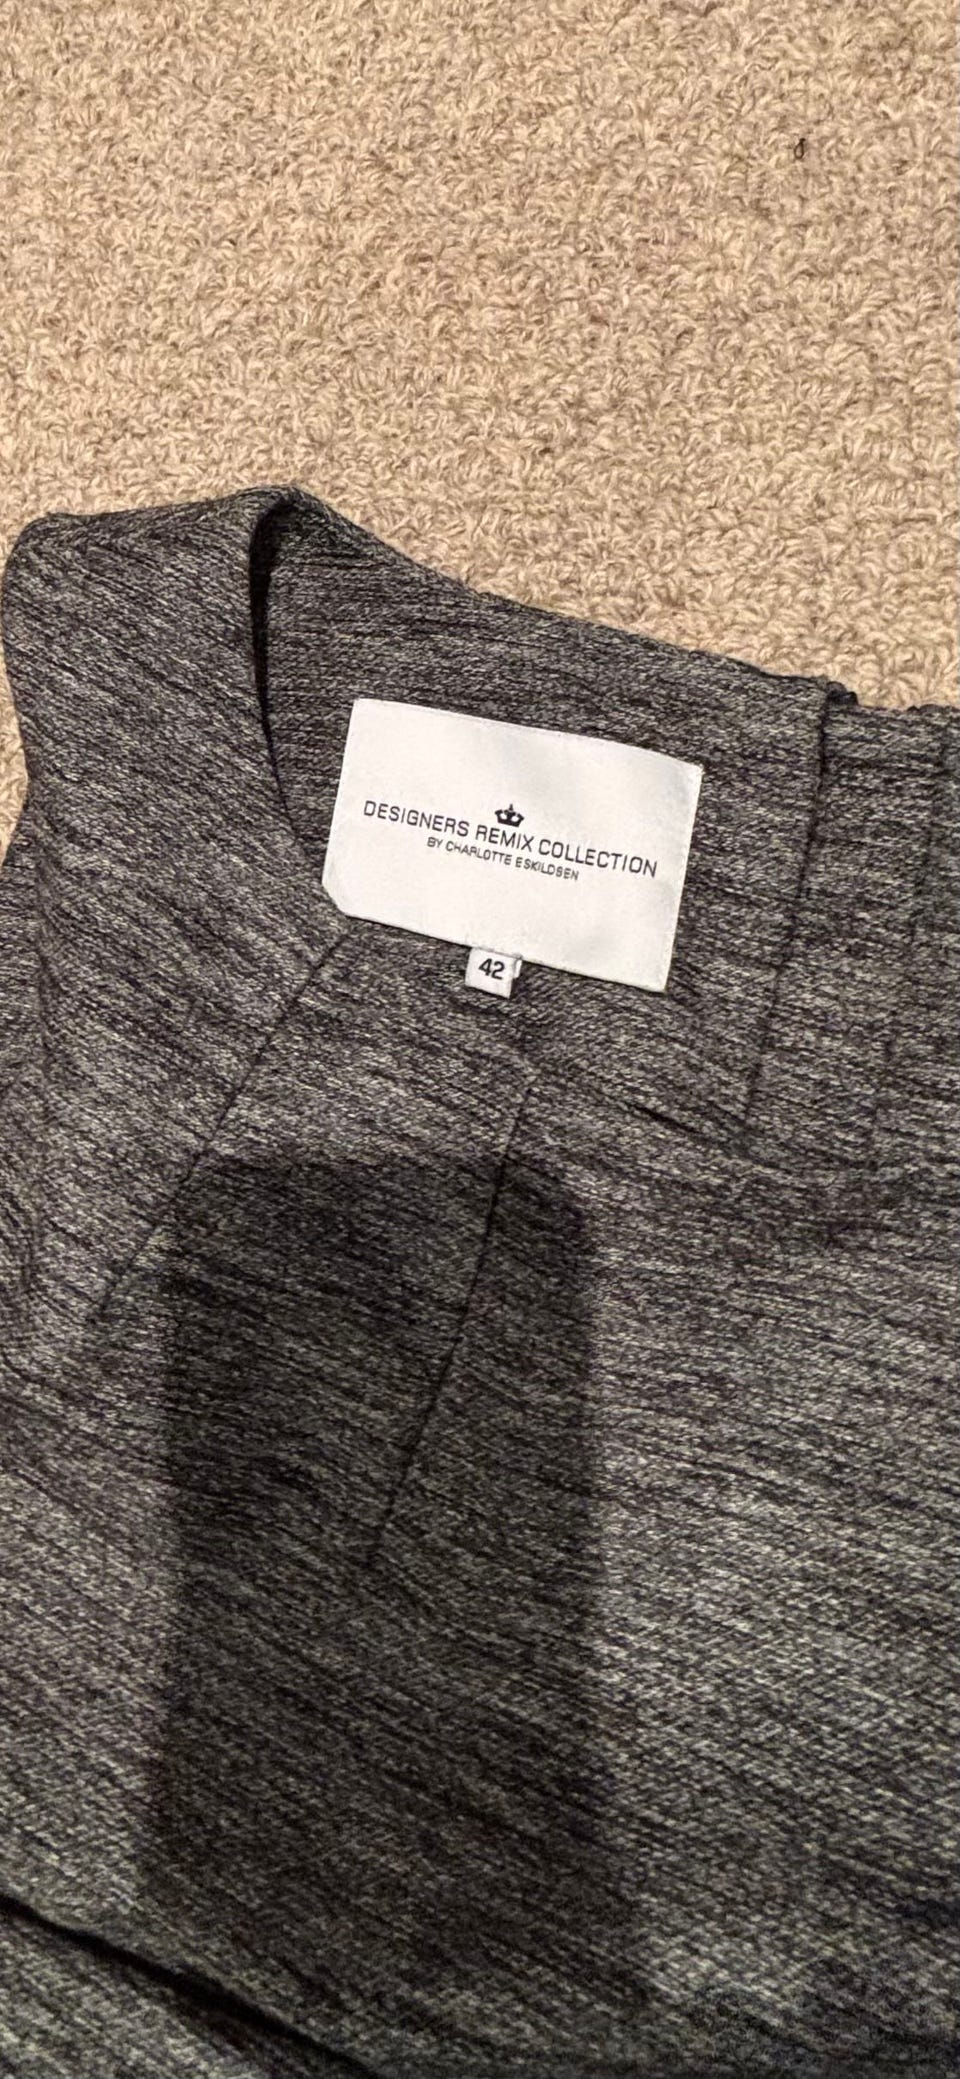 DESIGNERS REMIX COLLECTION
BY CHARLOTTE ESKILDSEN
42